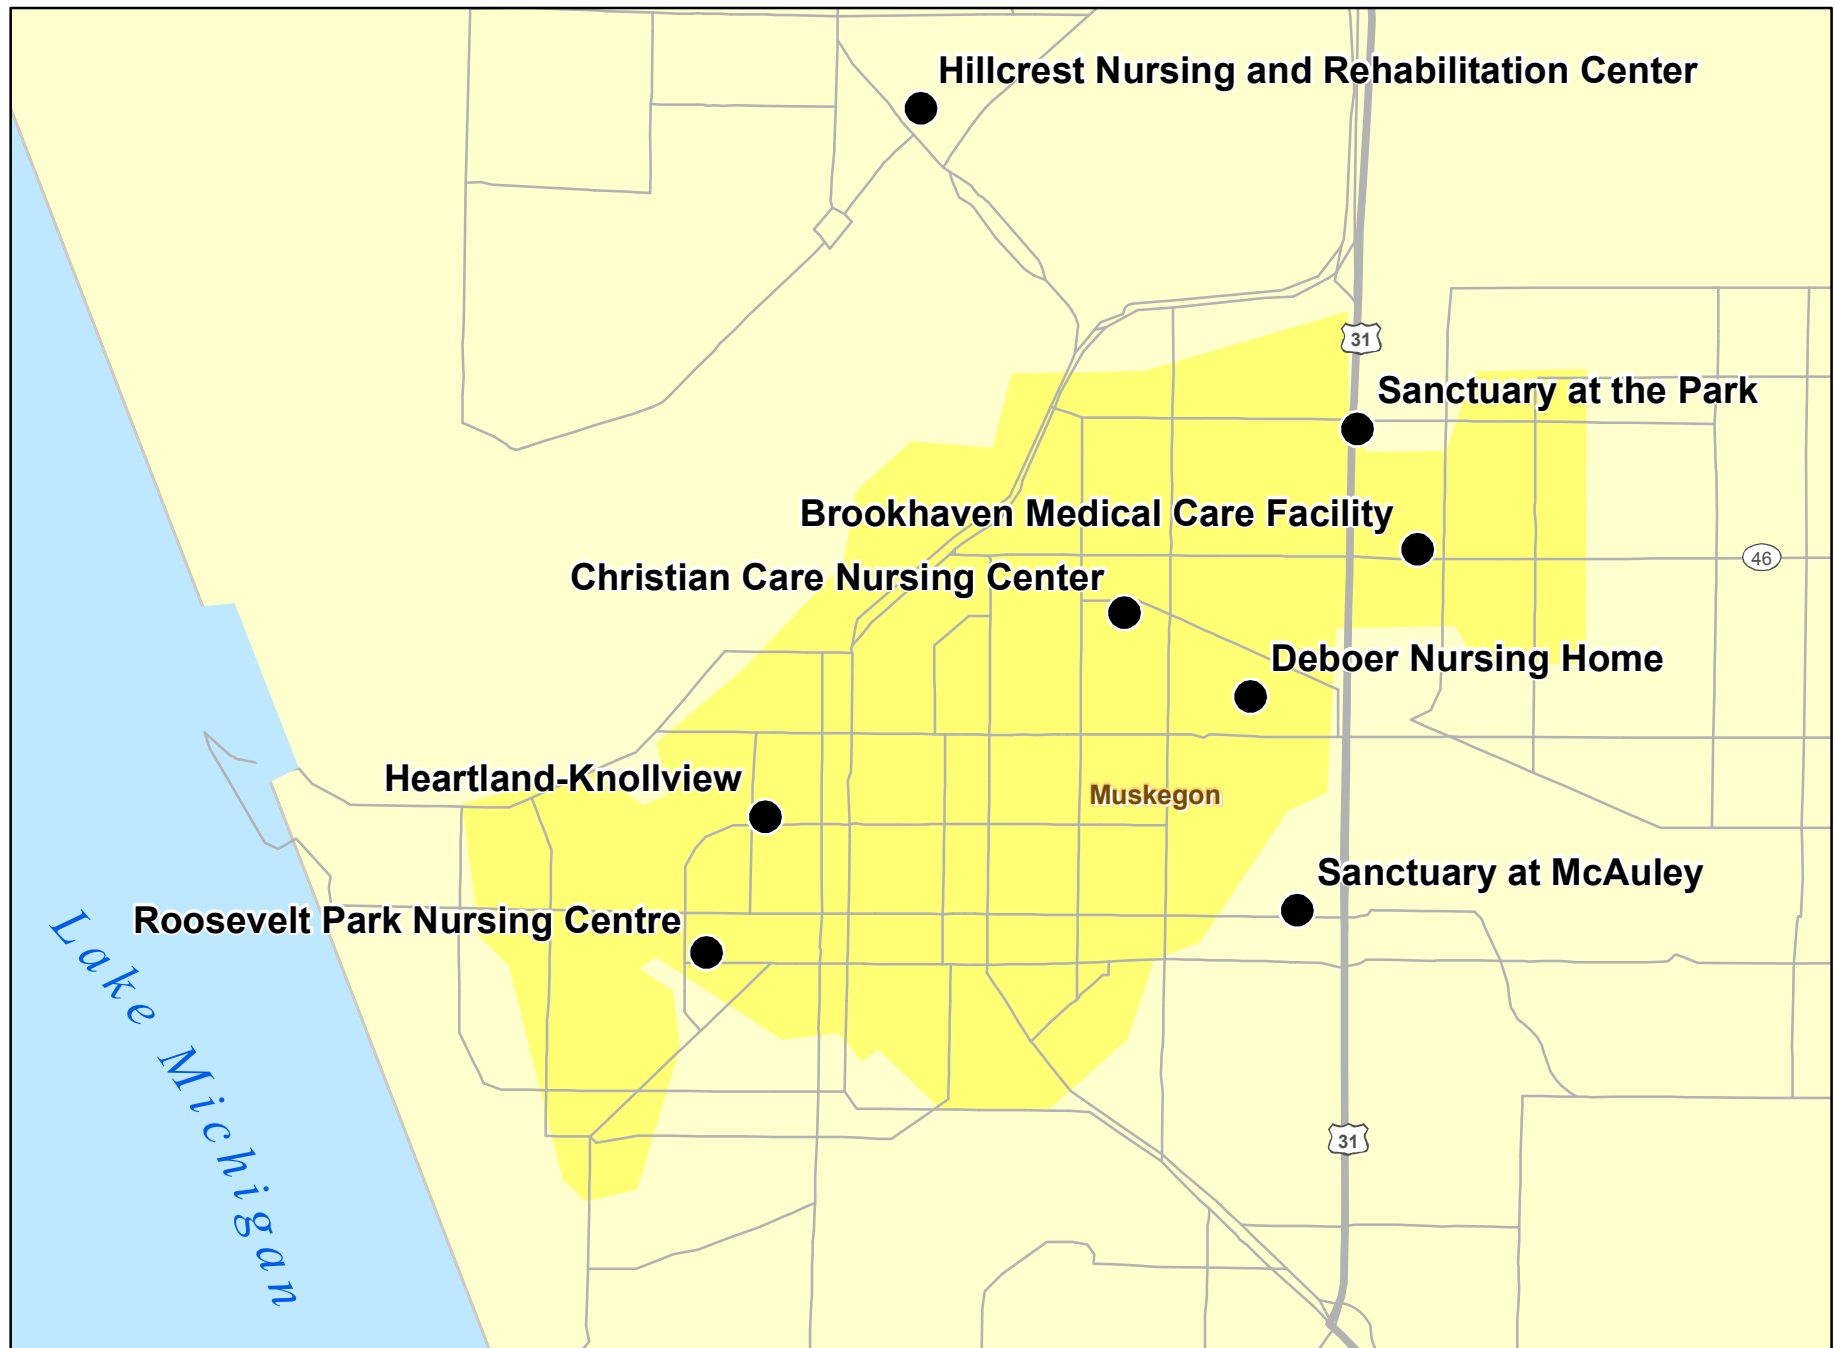 Hillcrest Nursing and Rehabilitation Center
31
Sanctuary at the Park
Brookhaven Medical Care Facility
46
Christian Care Nursing Center
Deboer Nursing Home
Heartland-Knollview
Muskegon
Sanctuary at McAuley
Roosevelt Park Nursing Centre
Lake Michigan
31